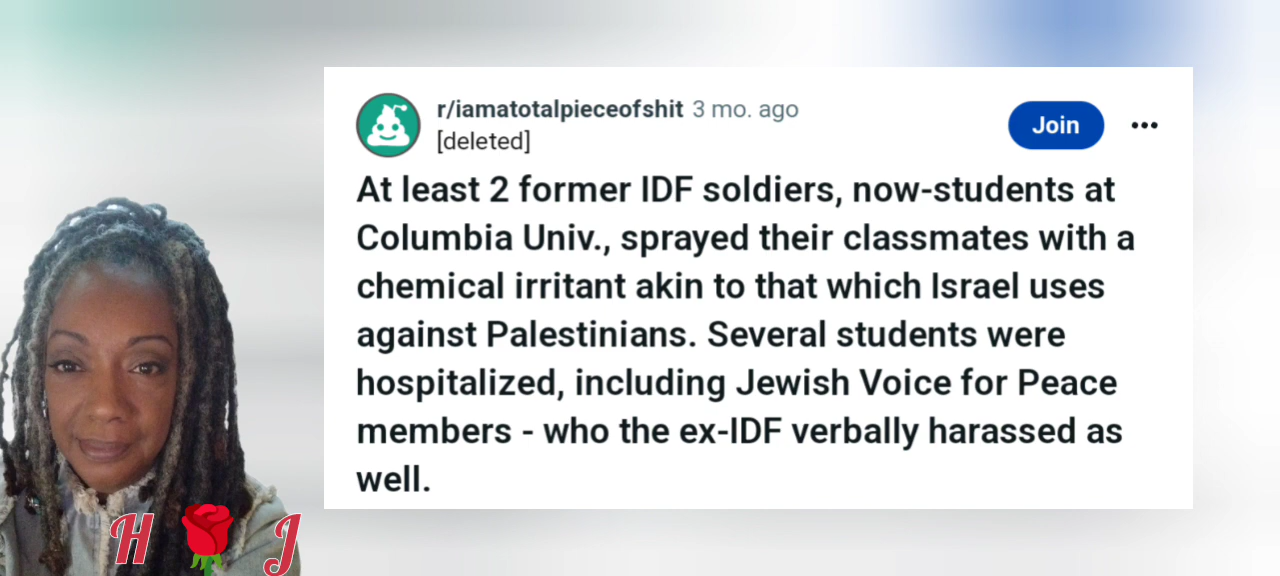 r/iamatotalpieceofshit 3 mo. ago
[deleted]
Join
At least 2 former IDF soldiers, now-students at
Columbia Univ., sprayed their classmates with a
chemical irritant akin to that which Israel uses
against Palestinians. Several students were
hospitalized, including Jewish Voice for Peace
members - who the ex-IDF verbally harassed as
well.
H J